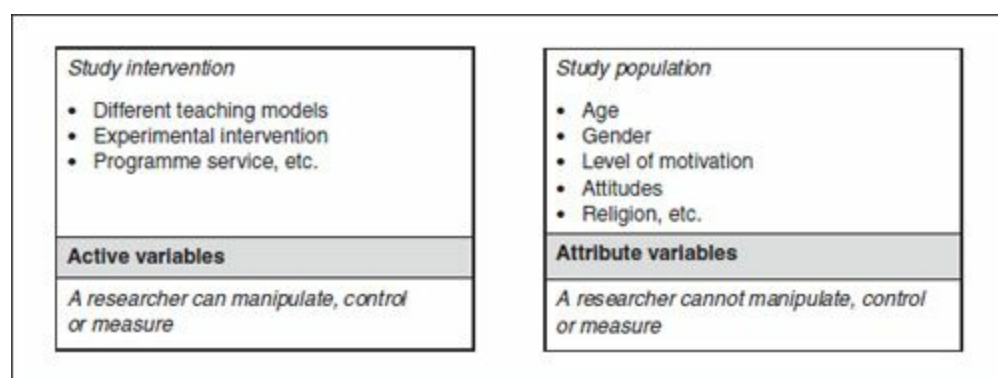 Study intervention
• Different teaching models
• Experimental intervention
• Programme service, etc.
Active variables
A researcher can manipulate, control
or measure
Study population
• Age
• Gender
• Level of motivation
• Attitudes
• Religion, etc.
Attribute variables
A researcher cannot manipulate, control
or measure